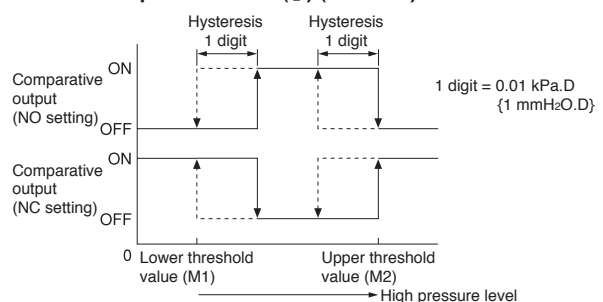 Hysteresis
1 digit
Hysteresis
1 digit
ON
Comparative
output
(NO setting)
OFF
ON
Comparative
output
(NC setting)
OFF
1 digit = 0.01 kPa.D
{1 mmH2O.D}
0
Lower threshold
value (M1)
Upper threshold
value (M2)
High pressure level